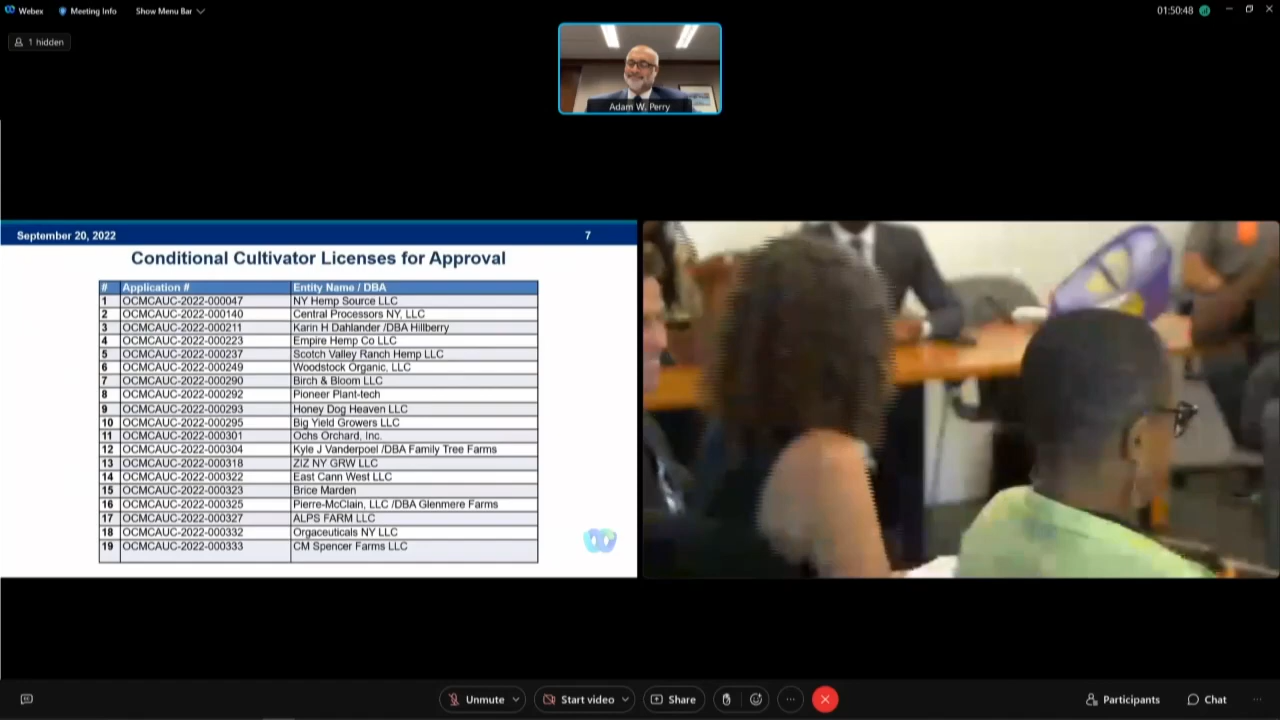 Webex
Meeting Info
Show Menu Bar
01:50:48
1 hidden
Adam W. Perry
September 20, 2022
7
Conditional Cultivator Licenses for Approval
# Application # Entity Name / DBA
1 OCMCAUC-2022-000047 NY Hemp Source LLC
2 OCMCAUC-2022-000140 Central Processors NY, LLC
3 OCMCAUC-2022-000211 Karin H Dahlander /DBA Hillberry
4 OCMCAUC-2022-000223 Empire Hemp Co LLC
5 OCMCAUC-2022-000237 Scotch Valley Ranch Hemp LLC
6 OCMCAUC-2022-000249 Woodstock Organic, LLC
7 OCMCAUC-2022-000290 Birch & Bloom LLC
8 OCMCAUC-2022-000292 Pioneer Plant-tech
9 OCMCAUC-2022-000293 Honey Dog Heaven LLC
10 OCMCAUC-2022-000295 Big Yield Growers LLC
11 OCMCAUC-2022-000301 Ochs Orchard, Inc.
12 OCMCAUC-2022-000304 Kyle J Vanderpoel /DBA Family Tree Farms
13 OCMCAUC-2022-000318 ZIZ NY GRW LLC
14 OCMCAUC-2022-000322 East Cann West LLC
15 OCMCAUC-2022-000323 Brice Marden
16 OCMCAUC-2022-000325 Pierre-McClain, LLC /DBA Glenmere Farms
17 OCMCAUC-2022-000327 ALPS FARM LLC
18 OCMCAUC-2022-000332 Orgaceuticals NY LLC
19 OCMCAUC-2022-000333 CM Spencer Farms LLC
Unmute
Start video
Share
Participants
Chat